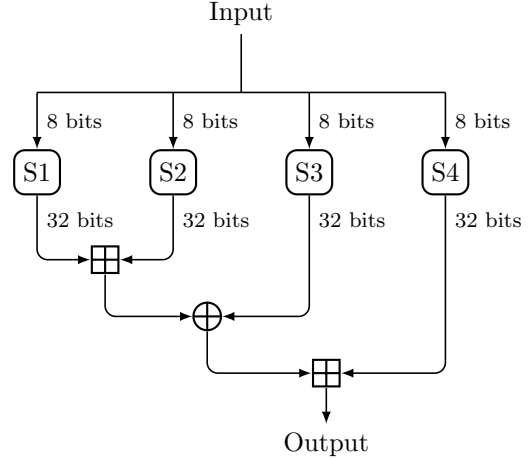 Input
8 bits 8 bits 8 bits 8 bits
S1 S2 S3 S4
32 bits 32 bits 32 bits 32 bits
Output